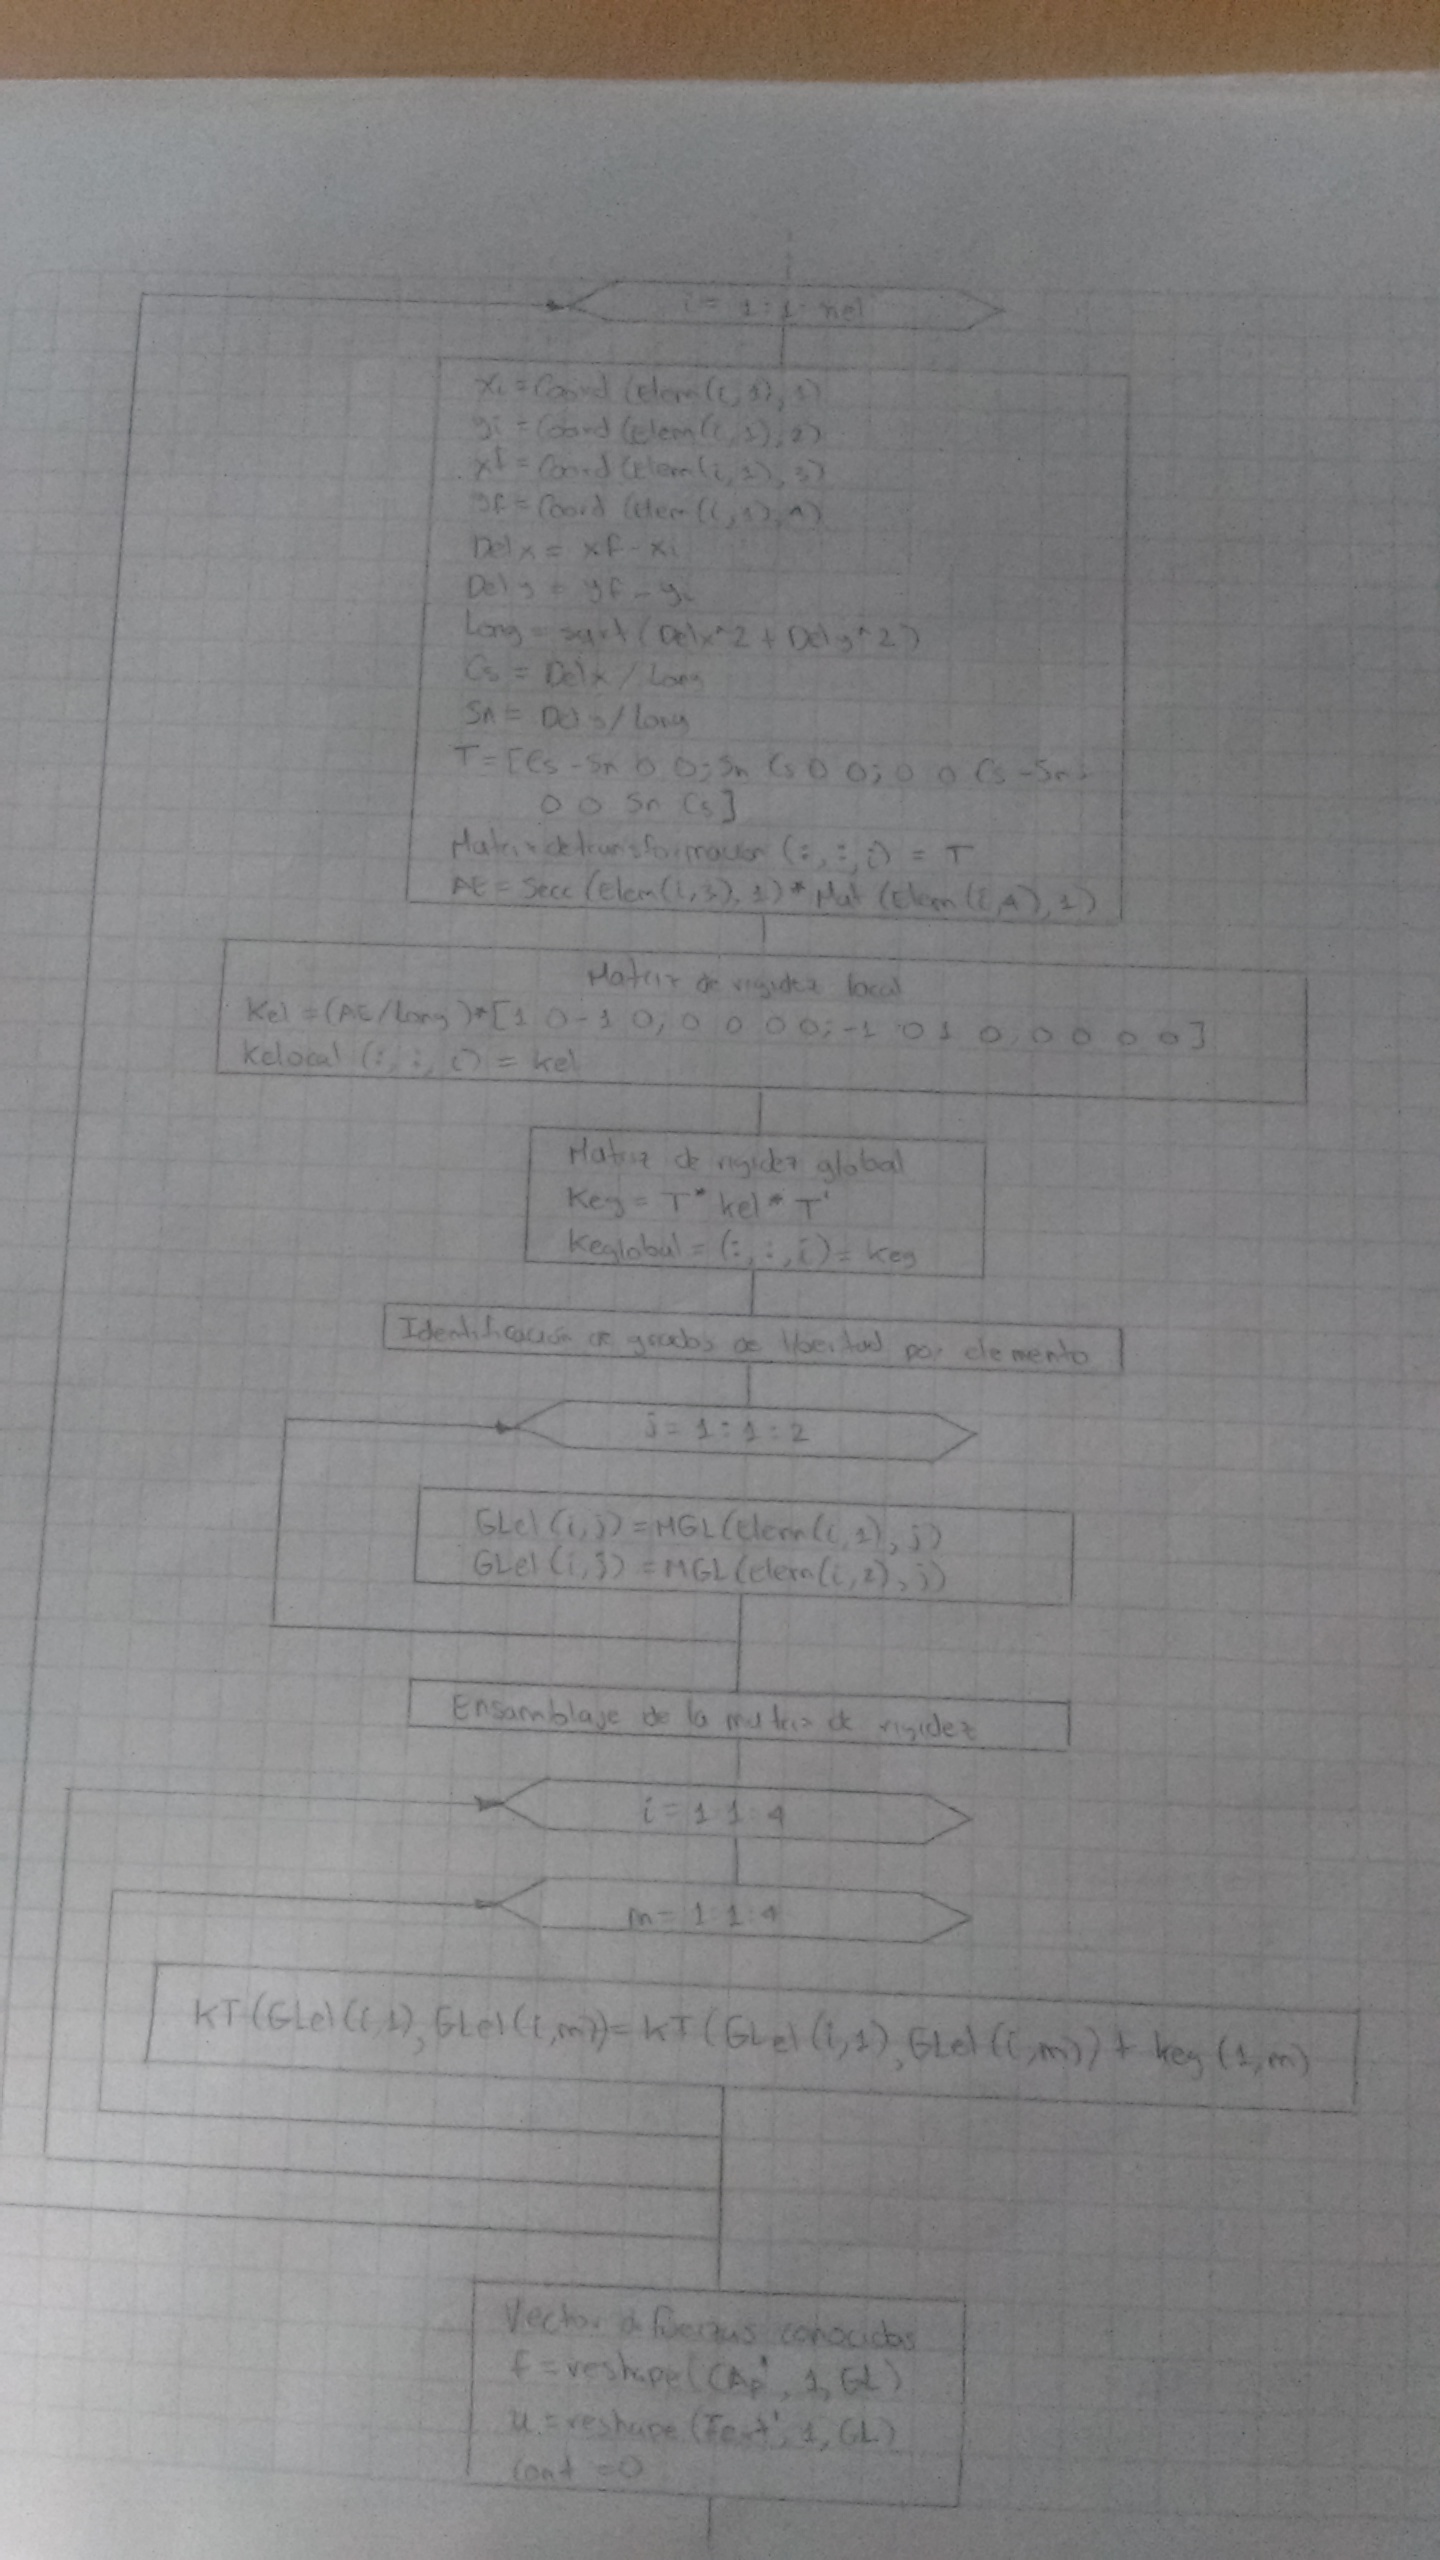 i = 1:1:nel
xi = Coord (Elem(i,1),1)
yi = Coord (Elem(i,1),2)
xf = Coord (Elem(i,1),3)
yf = Coord (Elem(i,1),4)
Delx = xf - xi
Dely = yf - yi
Long = sqrt (Delx^2 + Dely^2)
Cs = Delx / Long
Sn = Dely / Long
T = [Cs -Sn 0 0; Sn Cs 0 0; 0 0 Cs -Sn;
0 0 Sn Cs]
Matriz de transformación (:,:,i) = T
AE = Secc (Elem(i,3),1) * Mat (Elem(i,4),1)
Matriz de rigidez local
Kel = (AE/Long)*[1 0 -1 0; 0 0 0 0; -1 0 1 0; 0 0 0 0]
Kelocal (:,:,i) = kel
Matriz de rigidez global
Keg = T* kel * T'
Keglobal = (:,:,i) = keg
Identificación de grados de libertad por elemento
j = 1:1:2
GLel (i,j) = MGL (Elem(i,1),j)
GLel (i,j) = MGL (elem(i,2),j)
Ensamblaje de la matriz de rigidez
i = 1:1:4
m = 1:1:4
KT (GLel (i,1), GLel (i,m)) = KT (GLel (i,1), GLel (i,m)) + keg (1,m)
Vector de fuerzas conocidas
f = reshape (CAp', 1, GL)
u = reshape (Test', 1, GL)
Cont = 0